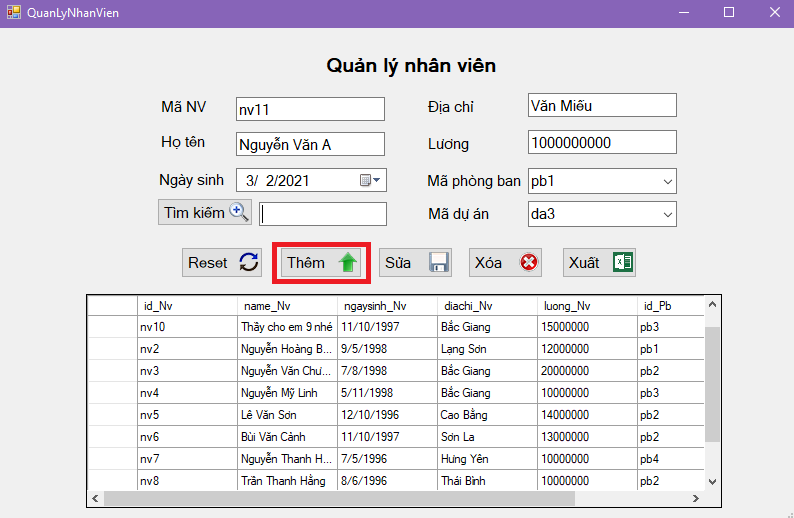 QuanLyNhanVien
Quản lý nhân viên
Mã NV nv11 Địa chỉ Văn Miếu
Họ tên Nguyễn Văn A Lương 1000000000
Ngày sinh 3/ 2/2021 Mã phòng ban pb1
Tìm kiếm Mã dự án da3
Reset Thêm Sửa Xóa Xuất
id_Nv name_Nv ngaysinh_Nv diachi_Nv luong_Nv id_Pb
nv10 Thầy cho em 9 nhé 11/10/1997 Bắc Giang 15000000 pb3
nv2 Nguyễn Hoàng B... 9/5/1998 Lạng Sơn 12000000 pb1
nv3 Nguyễn Văn Chư... 7/8/1998 Bắc Giang 20000000 pb2
nv4 Nguyễn Mỹ Linh 5/11/1998 Bắc Giang 10000000 pb3
nv5 Lê Văn Sơn 12/10/1996 Cao Bằng 14000000 pb2
nv6 Bùi Văn Cảnh 11/10/1997 Sơn La 13000000 pb2
nv7 Nguyễn Thanh H... 7/5/1996 Hưng Yên 10000000 pb4
nv8 Trần Thanh Hằng 8/6/1996 Thái Bình 10000000 pb2